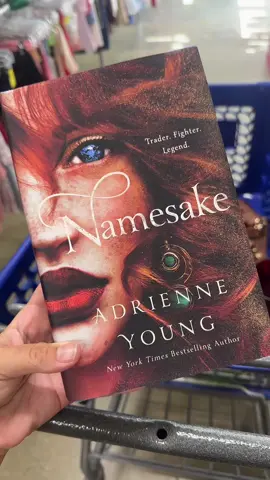 Trader. Fighter.
Legend.
Namesake
ADRIENNE
YOUNG
New York Times Bestselling Author